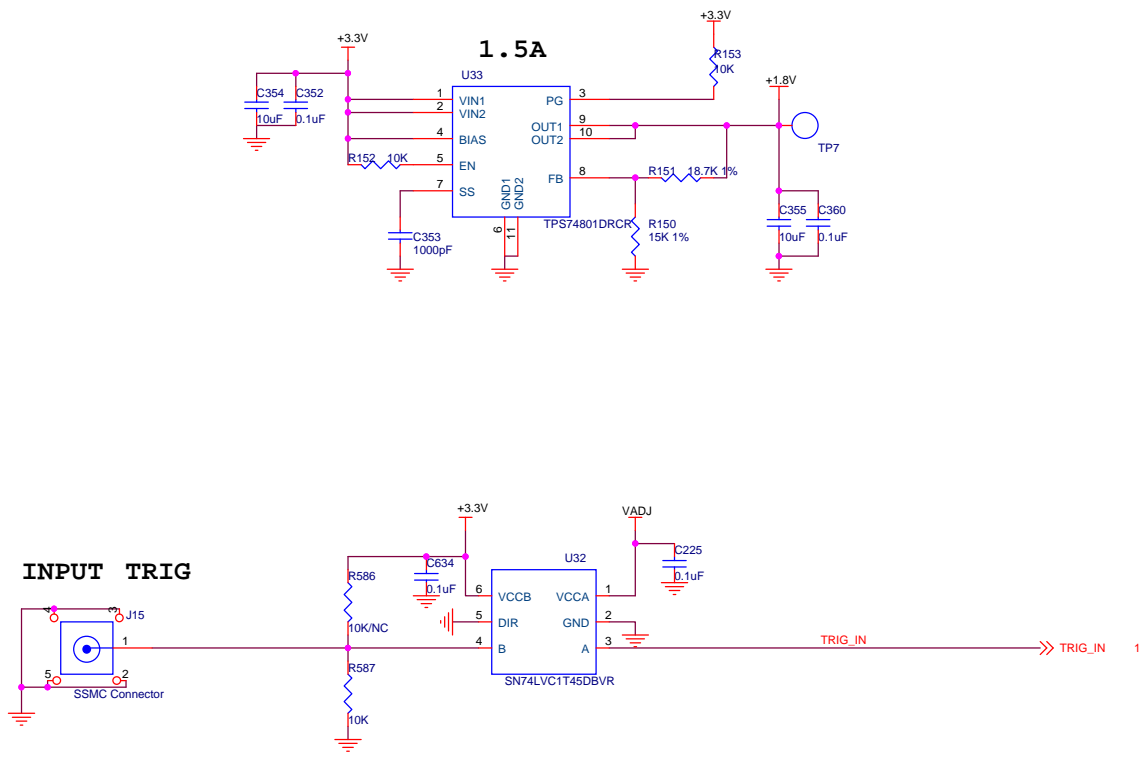 +3.3V
+3.3V
1.5A
R153
10K
U33
+1.8V
C354
C352
10uF
0.1uF
1
VIN1
2
VIN2
4
BIAS
R152 10K
5
EN
7
SS
PG
3
OUT1
9
OUT2
10
FB
8
GND1
GND2
6
11
R151
18.7K 1%
TP7
TPS74801DRCR
R150
15K 1%
C353
1000pF
C355
C360
10uF
0.1uF
+3.3V
VADJ
U32
C634
0.1uF
C225
0.1uF
INPUT TRIG
R586
10K/NC
6
VCCB
VCCA
1
5
DIR
GND
2
4
B
A
3
4
3
J15
1
5
2
SSMC Connector
R587
10K
SN74LVC1T45DBVR
TRIG_IN
TRIG_IN 1